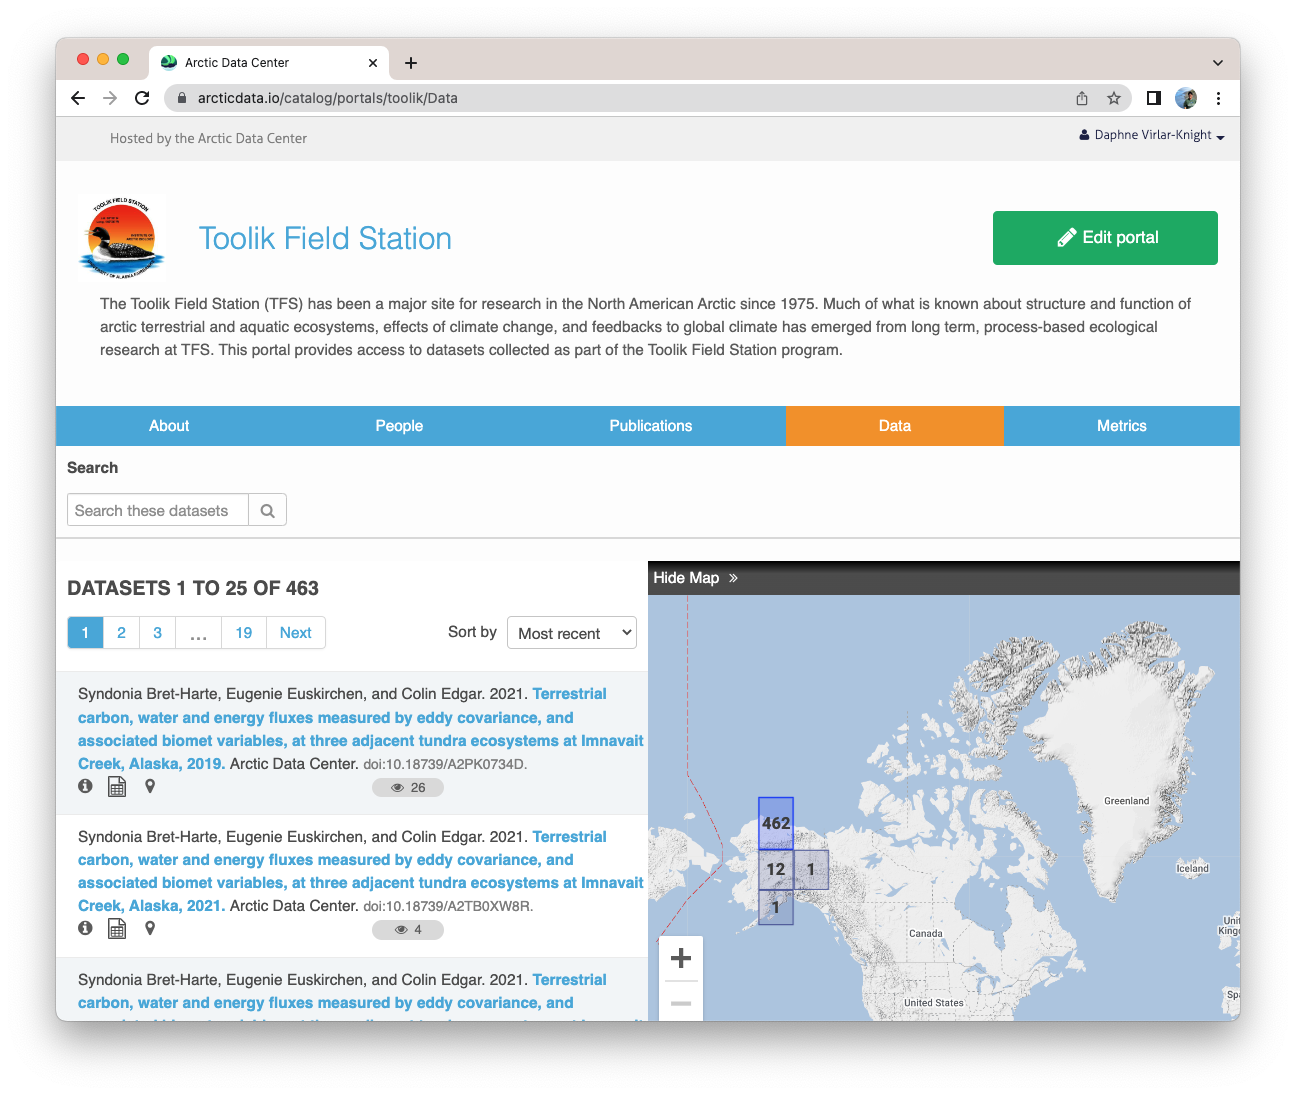 Arctic Data Center
arcticdata.io/catalog/portals/toolik/Data
Hosted by the Arctic Data Center
Daphne Virlar-Knight
TOOLIK FIELD STATION
Toolik Field Station
Edit portal
The Toolik Field Station (TFS) has been a major site for research in the North American Arctic since 1975. Much of what is known about structure and function of
arctic terrestrial and aquatic ecosystems, effects of climate change, and feedbacks to global climate has emerged from long term, process-based ecological
research at TFS. This portal provides access to datasets collected as part of the Toolik Field Station program.
About People Publications Data Metrics
Search
Search these datasets
DATASETS 1 TO 25 OF 463
1 2 3 ... 19 Next
Sort by Most recent
Syndonia Bret-Harte, Eugenie Euskirchen, and Colin Edgar. 2021. Terrestrial
carbon, water and energy fluxes measured by eddy covariance, and
associated biomet variables, at three adjacent tundra ecosystems at Imnavait
Creek, Alaska, 2019. Arctic Data Center. doi:10.18739/A2PK0734D.
26
Syndonia Bret-Harte, Eugenie Euskirchen, and Colin Edgar. 2021. Terrestrial
carbon, water and energy fluxes measured by eddy covariance, and
associated biomet variables, at three adjacent tundra ecosystems at Imnavait
Creek, Alaska, 2021. Arctic Data Center. doi:10.18739/A2TB0XW8R.
4
Syndonia Bret-Harte, Eugenie Euskirchen, and Colin Edgar. 2021. Terrestrial
carbon, water and energy fluxes measured by eddy covariance, and
Hide Map »
462
12 1
1
Greenland
Iceland
Canada
Unit
King
United States
Spa